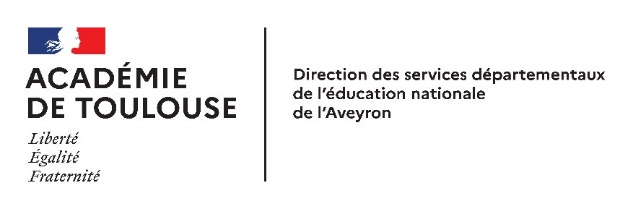 ACADÉMIE
DE TOULOUSE
Liberté
Égalité
Fraternité
Direction des services départementaux
de l'éducation nationale
de l'Aveyron